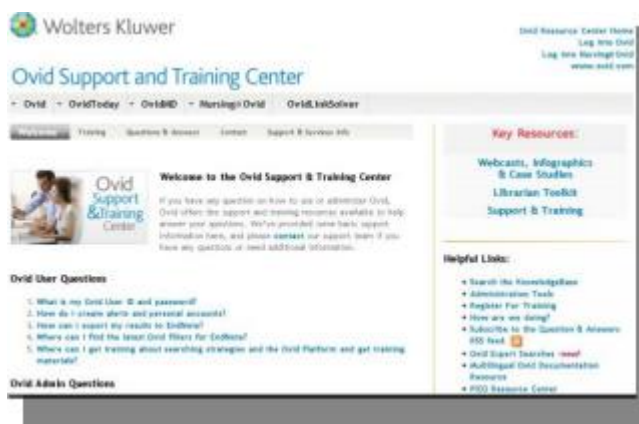 Wolters Kluwer
Ovid Resource Center Home
Log Into Ovid
Log Into Nursing@Ovid
www.ovid.com
Ovid Support and Training Center
Ovid OvidToday OvidMD Nursing@Ovid OvidLinkSolver
Welcome Training Questions & Answers Contact Support & Services Info
Ovid
Support
&Training
Center
Welcome to the Ovid Support & Training Center
If you have any question on how to use or administer Ovid,
Ovid offers the support and training resources available to help
answer your questions. We've provided some basic support
information here, and please contact our support team if you
have any questions or need additional information.
Ovid User Questions
1. What is my Ovid User ID and password?
2. How do I create alerts and personal accounts?
3. How can I export my results to EndNote?
4. Where can I find the latest Ovid filters for EndNote?
5. Where can I get training about searching strategies and the Ovid Platform and get training
materials?
Ovid Admin Questions
Key Resources:
Webcasts, Infographics
& Case Studies
Librarian Toolkit
Support & Training
Helpful Links:
Search the KnowledgeBase
Administration Tools
Register For Training
How are we doing?
Subscribe to the Question & Answers
RSS feed
Ovid Expert Searches -new!
Multilingual Ovid Documentation
Resource
PICO Resource Center